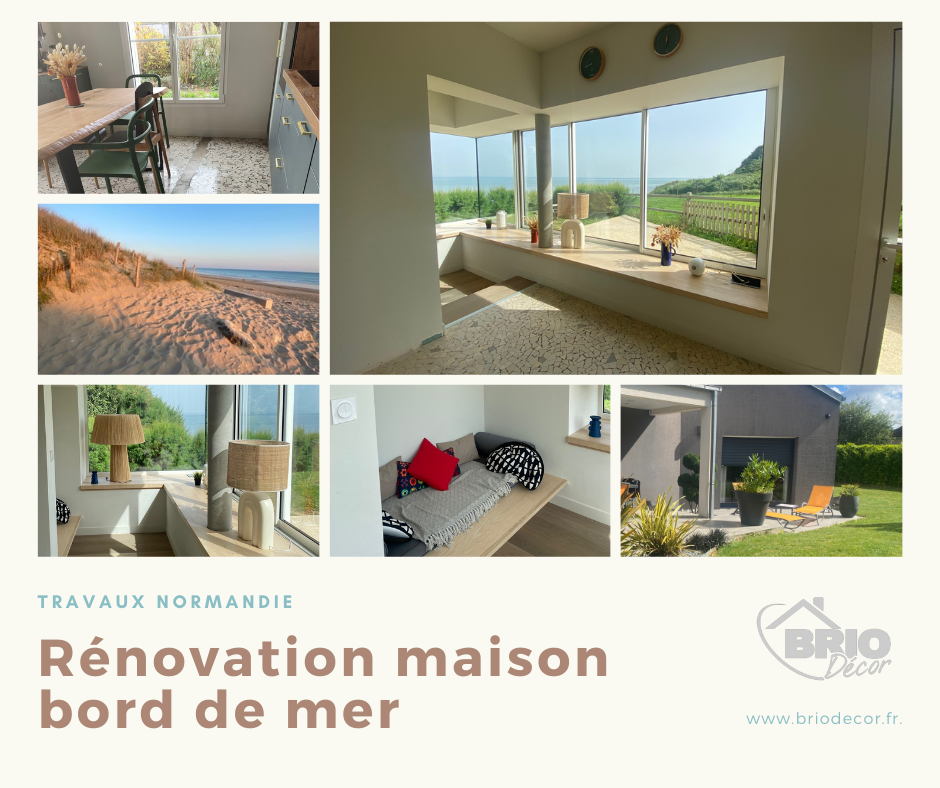 TRAVAUX NORMANDIE
Rénovation maison
bord de mer
BRIO
Décor
www.briodecor.fr.